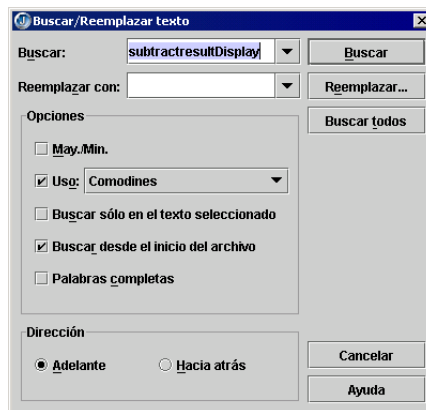 Buscar/Reemplazar texto
Buscar: subtractresultDisplay Buscar
Reemplazar con: Reemplazar...
Opciones Buscar todos
May./Min.
Uso: Comodines
Buscar sólo en el texto seleccionado
Buscar desde el inicio del archivo
Palabras completas
Dirección
Adelante Hacia atrás Cancelar
Ayuda